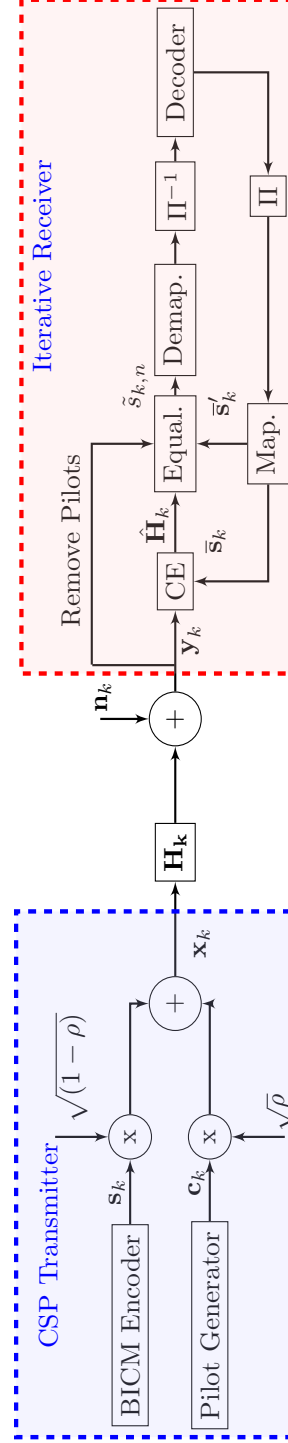 CSP Transmitter
BICM Encoder
s_k
x
√(1 − ρ)
Pilot Generator
c_k
x
√ρ
+
x_k
H_k
n_k
+
y_k
Iterative Receiver
Remove Pilots
CE
Ĥ_k
s̄_k
Equal.
s̃_{k,n}
s̄′_k
Demap.
Π⁻¹
Decoder
Π
Map.